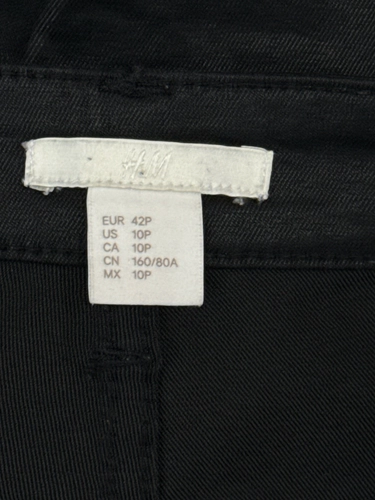 H&M
EUR 42P
US 10P
CA 10P
CN 160/80A
MX 10P